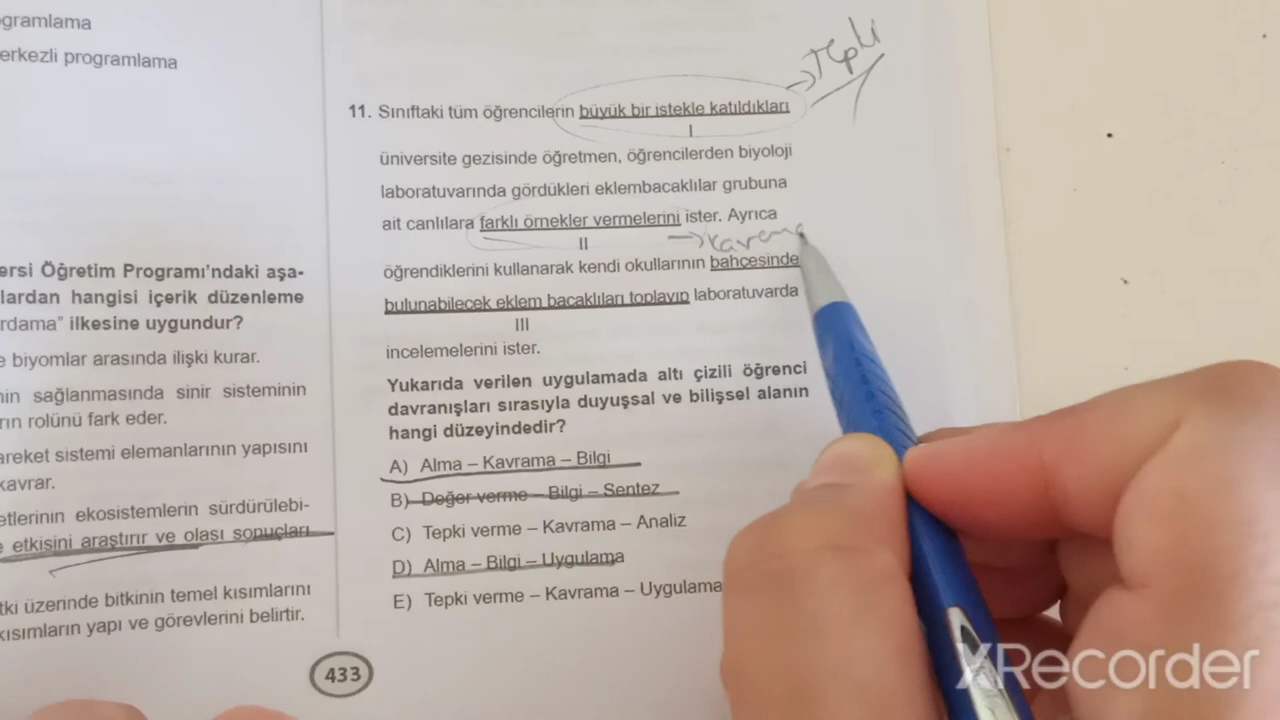 ogramlama
erkezli programlama
ersi Öğretim Programı'ndaki aşa-
lardan hangisi içerik düzenleme
rdama" ilkesine uygundur?
e biyomlar arasında ilişki kurar.
nin sağlanmasında sinir sisteminin
rın rolünü fark eder.
areket sistemi elemanlarının yapısını
kavrar.
etlerinin ekosistemlerin sürdürülebi-
e etkisini araştırır ve olası sonuçları
tki üzerinde bitkinin temel kısımlarını
kısımların yapı ve görevlerini belirtir.
433
Tepki
11. Sınıftaki tüm öğrencilerin büyük bir istekle katıldıkları
I
üniversite gezisinde öğretmen, öğrencilerden biyoloji
laboratuvarında gördükleri eklembacaklılar grubuna
ait canlılara farklı örnekler vermelerini ister. Ayrıca
II
→kavrama
öğrendiklerini kullanarak kendi okullarının bahçesinde
bulunabilecek eklem bacaklıları toplayıp laboratuvarda
III
incelemelerini ister.
Yukarıda verilen uygulamada altı çizili öğrenci
davranışları sırasıyla duyuşsal ve bilişsel alanın
hangi düzeyindedir?
A) Alma – Kavrama – Bilgi
B) Değer verme – Bilgi – Sentez
C) Tepki verme – Kavrama – Analiz
D) Alma – Bilgi – Uygulama
E) Tepki verme – Kavrama – Uygulama
XRecorder